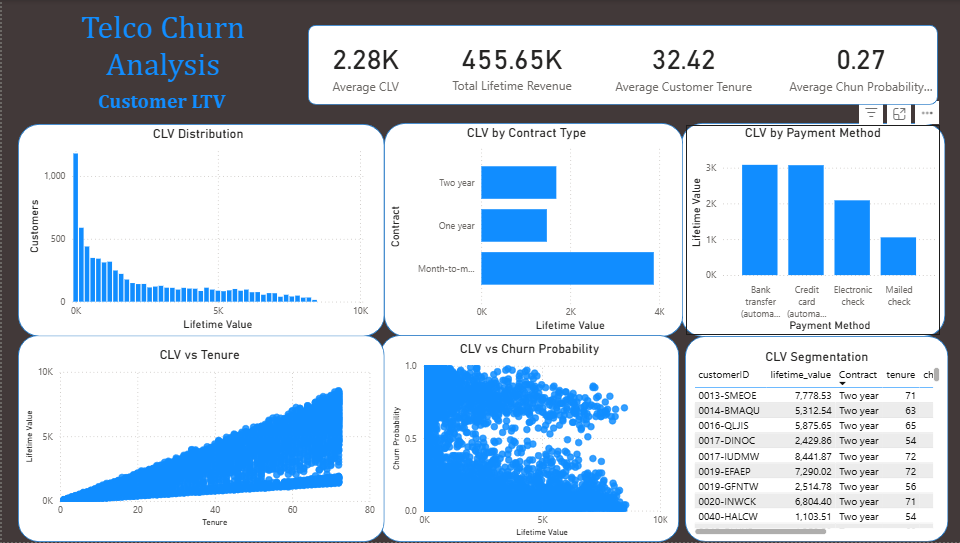 Telco Churn
Analysis
Customer LTV
2.28K
Average CLV
455.65K
Total Lifetime Revenue
32.42
Average Customer Tenure
0.27
Average Chun Probability...
CLV Distribution
Customers
1,000
500
0
0K 5K 10K
Lifetime Value
CLV by Contract Type
Contract
Two year
One year
Month-to-m...
0K 2K 4K
Lifetime Value
CLV by Payment Method
Lifetime Value
3K
2K
1K
0K
Bank
transfer
(automa...
Credit
card
(automa...
Electronic
check
Mailed
check
Payment Method
CLV vs Tenure
Lifetime Value
10K
5K
0K
0 20 40 60 80
Tenure
CLV vs Churn Probability
Churn Probability
1.0
0.5
0.0
0K 5K 10K
Lifetime Value
CLV Segmentation
customerID lifetime_value Contract tenure ch
0013-SMEOE 7,778.53 Two year 71
0014-BMAQU 5,312.54 Two year 63
0016-QLJIS 5,875.65 Two year 65
0017-DINOC 2,429.86 Two year 54
0017-IUDMW 8,441.87 Two year 72
0019-EFAEP 7,290.02 Two year 72
0019-GFNTW 2,514.78 Two year 56
0020-INWCK 6,804.40 Two year 71
0040-HALCW 1,103.51 Two year 54